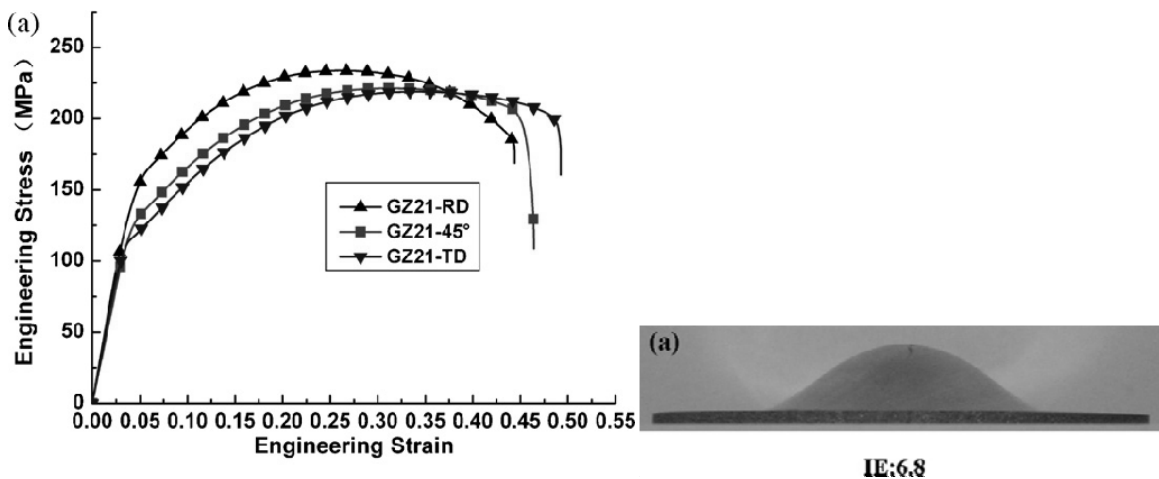 (a)
Engineering Stress (MPa)
250
200
150
100
50
0
0.00 0.05 0.10 0.15 0.20 0.25 0.30 0.35 0.40 0.45 0.50 0.55
Engineering Strain
GZ21-RD
GZ21-45°
GZ21-TD
(a)
IE:6.8